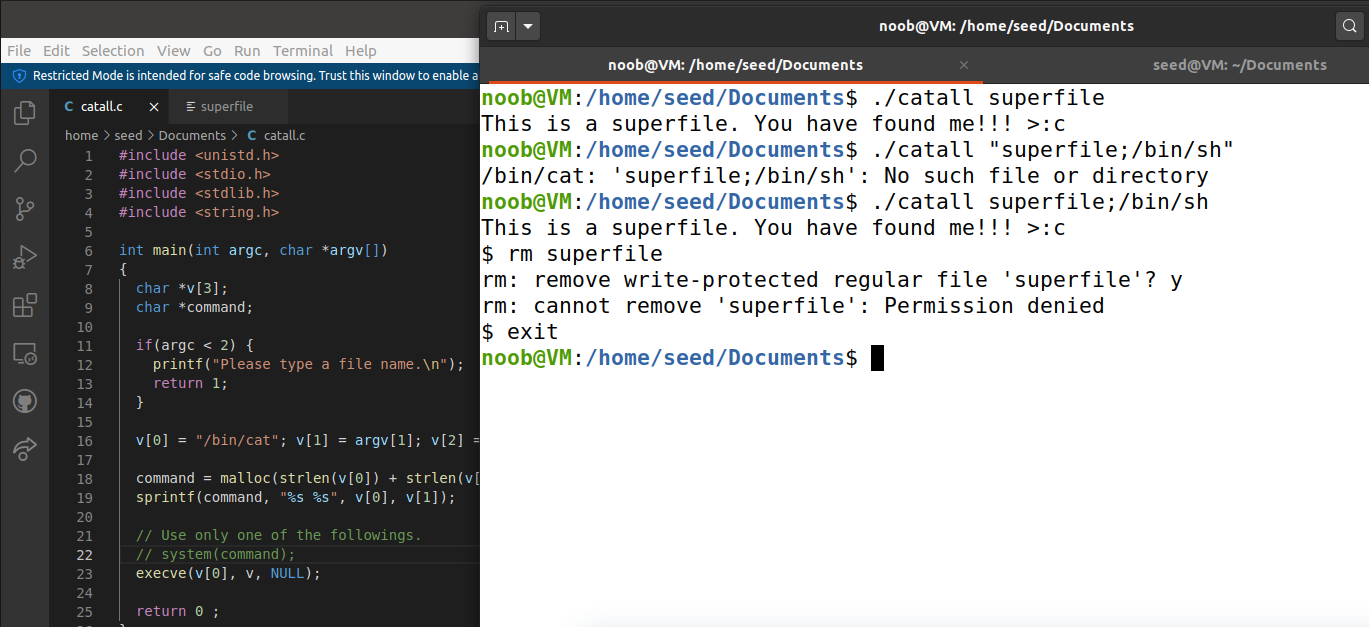 File Edit Selection View Go Run Terminal Help
Restricted Mode is intended for safe code browsing. Trust this window to enable a
catall.c superfile
home > seed > Documents > C catall.c
1 #include <unistd.h>
2 #include <stdio.h>
3 #include <stdlib.h>
4 #include <string.h>
5
6 int main(int argc, char *argv[])
7 {
8 char *v[3];
9 char *command;
10
11 if(argc < 2) {
12 printf("Please type a file name.\n");
13 return 1;
14 }
15
16 v[0] = "/bin/cat"; v[1] = argv[1]; v[2] =
17
18 command = malloc(strlen(v[0]) + strlen(v[
19 sprintf(command, "%s %s", v[0], v[1]);
20
21 // Use only one of the followings.
22 // system(command);
23 execve(v[0], v, NULL);
24
25 return 0 ;
noob@VM: /home/seed/Documents
noob@VM: /home/seed/Documents × seed@VM: ~/Documents
noob@VM:/home/seed/Documents$ ./catall superfile
This is a superfile. You have found me!!! >:c
noob@VM:/home/seed/Documents$ ./catall "superfile;/bin/sh"
/bin/cat: 'superfile;/bin/sh': No such file or directory
noob@VM:/home/seed/Documents$ ./catall superfile;/bin/sh
This is a superfile. You have found me!!! >:c
$ rm superfile
rm: remove write-protected regular file 'superfile'? y
rm: cannot remove 'superfile': Permission denied
$ exit
noob@VM:/home/seed/Documents$